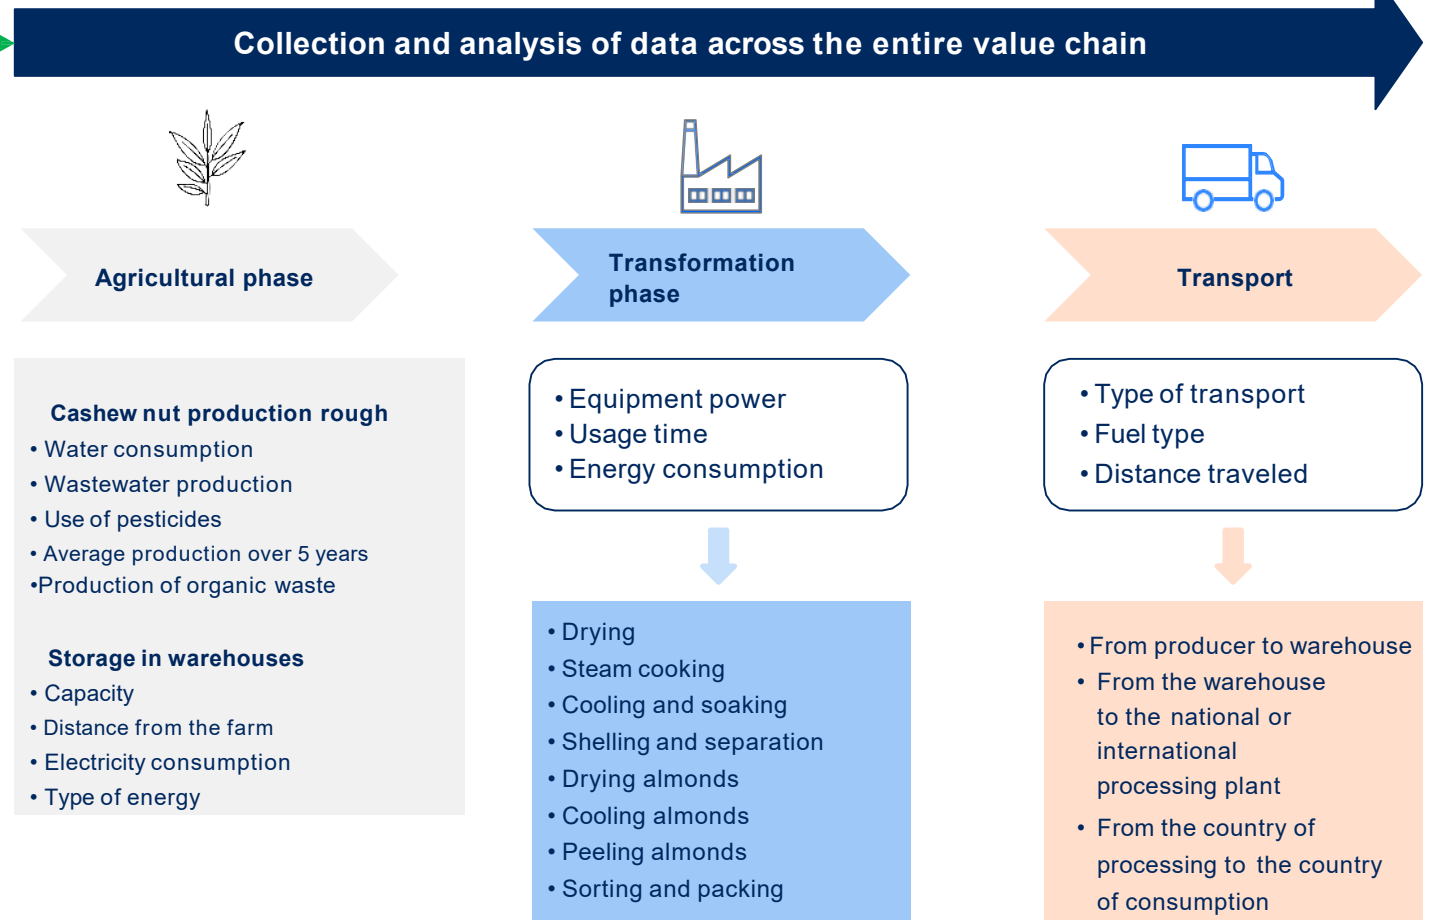 Collection and analysis of data across the entire value chain
Agricultural phase
Cashew nut production rough
• Water consumption
• Wastewater production
• Use of pesticides
• Average production over 5 years
•Production of organic waste
Storage in warehouses
• Capacity
• Distance from the farm
• Electricity consumption
• Type of energy
Transformation
phase
• Equipment power
• Usage time
• Energy consumption
• Drying
• Steam cooking
• Cooling and soaking
• Shelling and separation
• Drying almonds
• Cooling almonds
• Peeling almonds
• Sorting and packing
Transport
• Type of transport
• Fuel type
• Distance traveled
• From producer to warehouse
• From the warehouse
to the national or
international
processing plant
• From the country of
processing to the country
of consumption